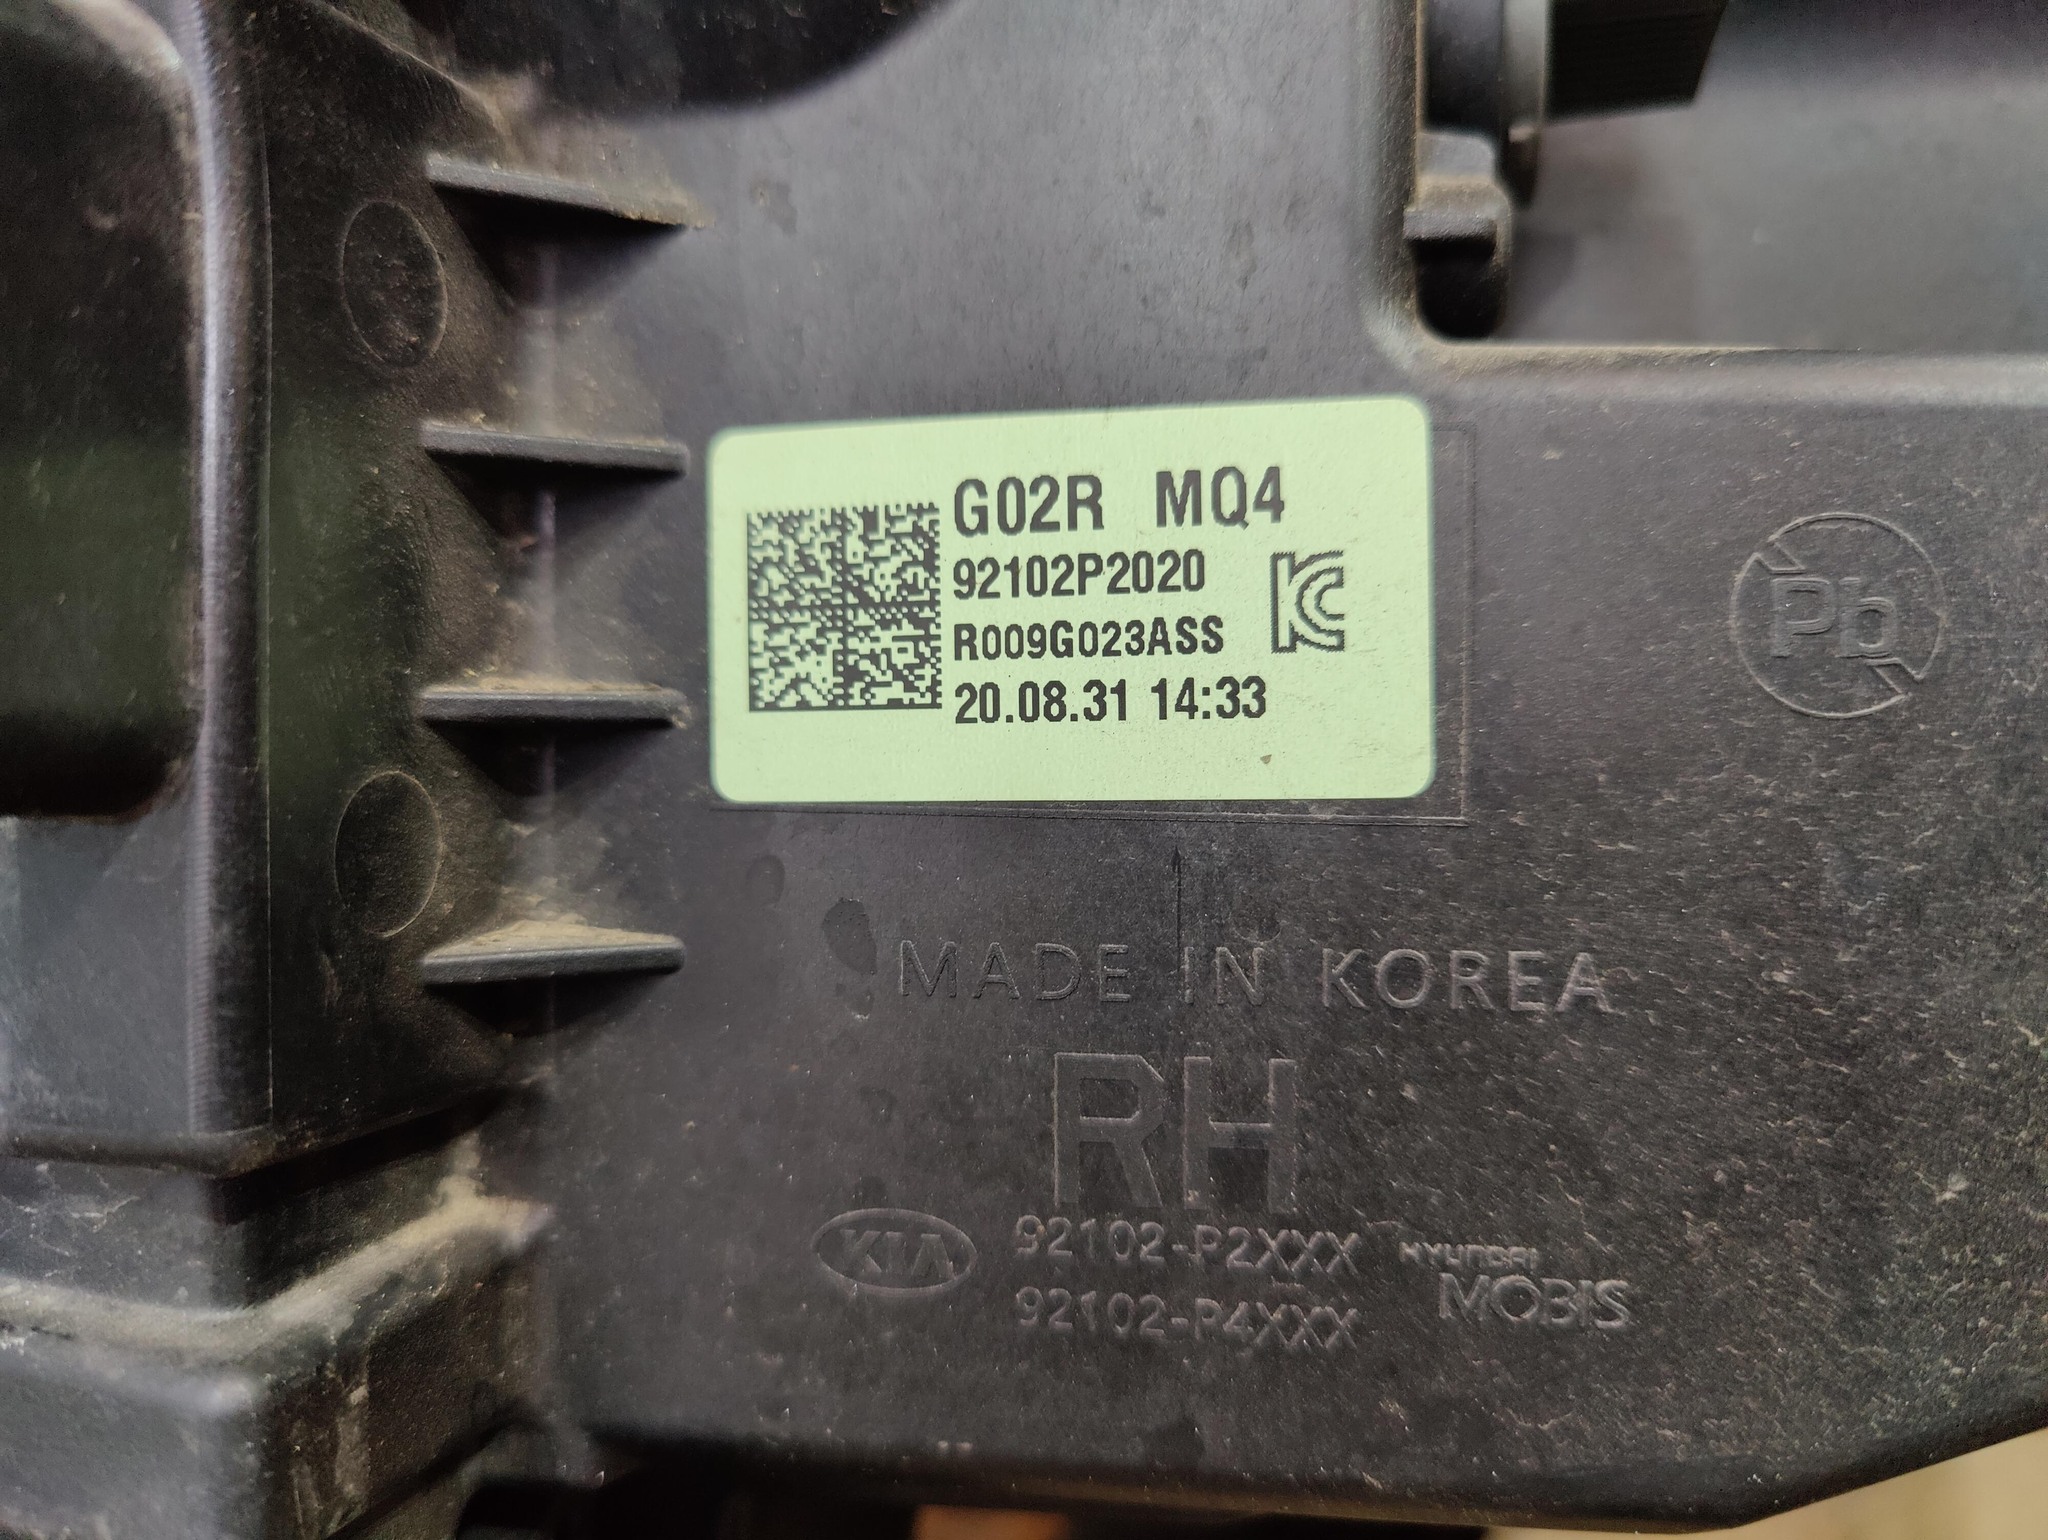 G02R MQ4
92102P2020
R009G023ASS
20.08.31 14:33
KC
Pb
MADE IN KOREA
RH
KIA
92102-P2XXX
92102-P4XXX
HYUNDAI
MOBIS